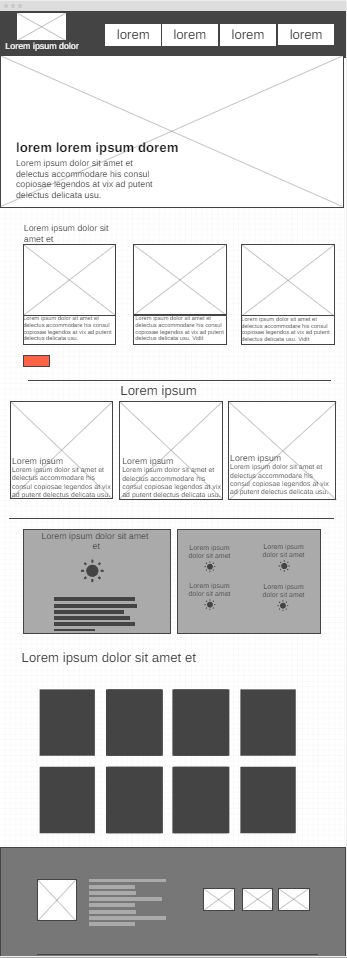 Lorem ipsum dolor
lorem lorem lorem lorem
lorem lorem ipsum dorem
Lorem ipsum dolor sit amet et
delectus accommodare his consul
copiosae legendos at vix ad putent
delectus delicata usu.
Lorem ipsum dolor sit
amet et
Lorem ipsum dolor sit amet et
delectus accommodare his consul
copiosae legendos at vix ad putent
delectus delicata usu.
Lorem ipsum dolor sit amet et
delectus accommodare his consul
copiosae legendos at vix ad putent
delectus delicata usu. Vidit
Lorem ipsum dolor sit amet et
delectus accommodare his consul
copiosae legendos at vix ad putent
delectus delicata usu. Vidit
Lorem ipsum
Lorem ipsum
Lorem ipsum dolor sit amet et
delectus accommodare his
consul copiosae legendos at vix
ad putent delectus delicata usu.
Lorem ipsum
Lorem ipsum dolor sit amet et
delectus accommodare his
consul copiosae legendos at vix
ad putent delectus delicata usu.
Lorem ipsum
Lorem ipsum dolor sit amet et
delectus accommodare his
consul copiosae legendos at vix
ad putent delectus delicata usu.
Lorem ipsum dolor sit amet
et
Lorem ipsum
dolor sit amet
Lorem ipsum
dolor sit amet
Lorem ipsum
dolor sit amet
Lorem ipsum
dolor sit amet
Lorem ipsum dolor sit amet et